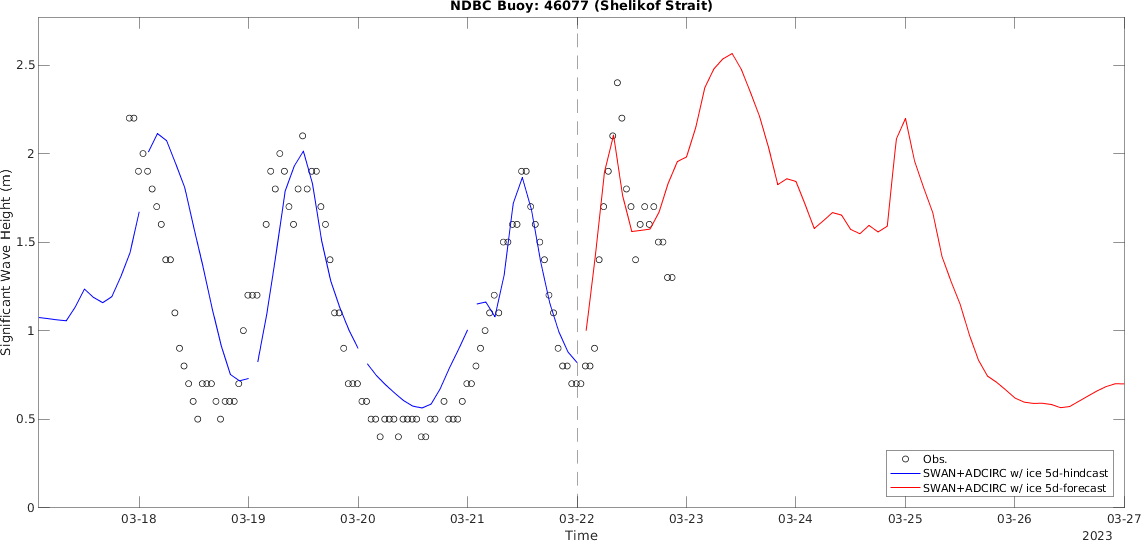 NDBC Buoy: 46077 (Shelikof Strait)
Significant Wave Height (m)
2.5
2
1.5
1
0.5
0
Obs.
SWAN+ADCIRC w/ ice 5d-hindcast
SWAN+ADCIRC w/ ice 5d-forecast
03-18 03-19 03-20 03-21 03-22 03-23 03-24 03-25 03-26 03-27
Time
2023